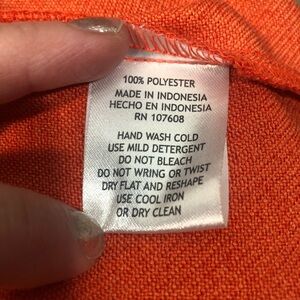 100% POLYESTER
MADE IN INDONESIA
HECHO EN INDONESIA
RN 107608
HAND WASH COLD
USE MILD DETERGENT
DO NOT BLEACH
DO NOT WRING OR TWIST
DRY FLAT AND RESHAPE
USE COOL IRON
OR DRY CLEAN